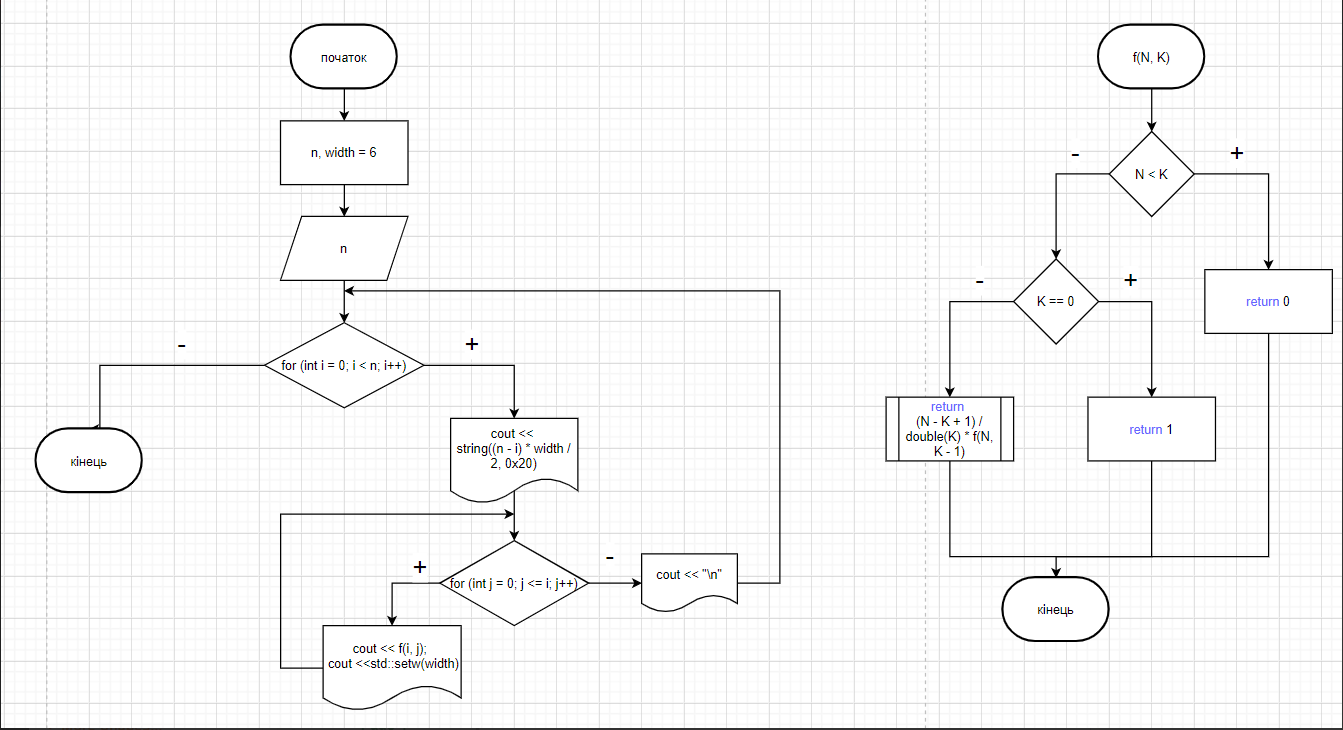 початок
n, width = 6
n
for (int i = 0; i < n; i++)
-
+
кінець
cout <<
string((n - i) * width /
2, 0x20)
for (int j = 0; j <= i; j++)
+
-
cout << "\n"
cout << f(i, j);
cout <<std::setw(width)
f(N, K)
N < K
-
+
return 0
K == 0
-
+
return
(N - K + 1) /
double(K) * f(N,
K - 1)
return 1
кінець